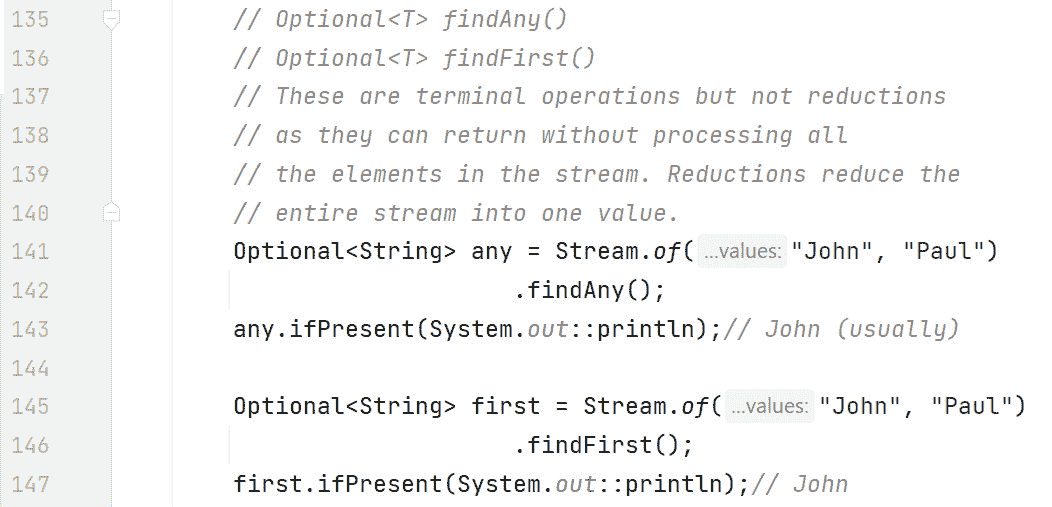 135 // Optional<T> findAny()
136 // Optional<T> findFirst()
137 // These are terminal operations but not reductions
138 // as they can return without processing all
139 // the elements in the stream. Reductions reduce the
140 // entire stream into one value.
141 Optional<String> any = Stream.of( ...values: "John", "Paul")
142 .findAny();
143 any.ifPresent(System.out::println);// John (usually)
144
145 Optional<String> first = Stream.of( ...values: "John", "Paul")
146 .findFirst();
147 first.ifPresent(System.out::println);// John